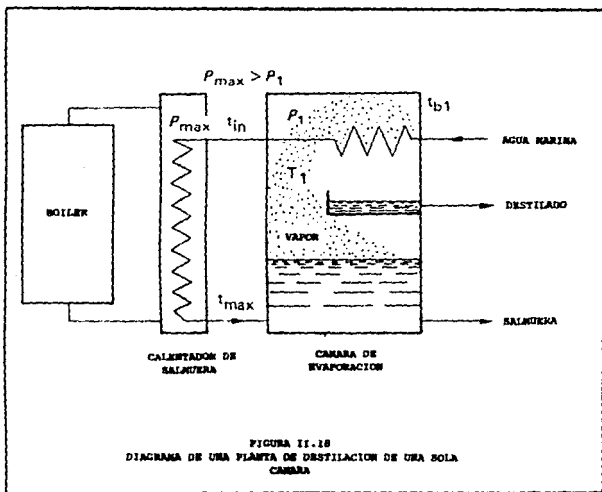 P_max > P_1
P_max
t_in
P_1
t_b1
AGUA MARINA
T_1
BOILER
DESTILADO
VAPOR
t_max
SALMUERA
CALENTADOR DE
SALMUERA
CAMARA DE
EVAPORACION
FIGURA II.18
DIAGRAMA DE UNA PLANTA DE DESTILACION DE UNA SOLA
CAMARA